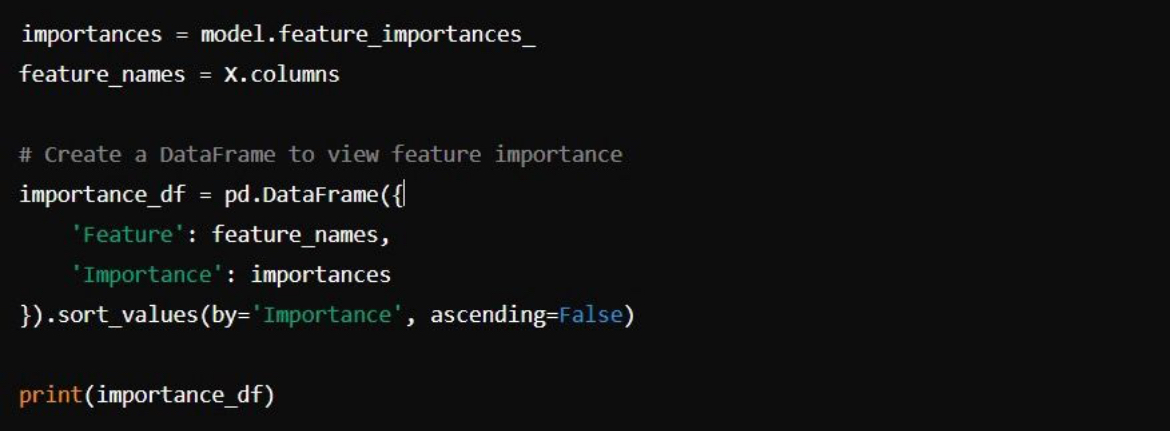 importances = model.feature_importances_
feature_names = X.columns
# Create a DataFrame to view feature importance
importance_df = pd.DataFrame({
    'Feature': feature_names,
    'Importance': importances
}).sort_values(by='Importance', ascending=False)
print(importance_df)